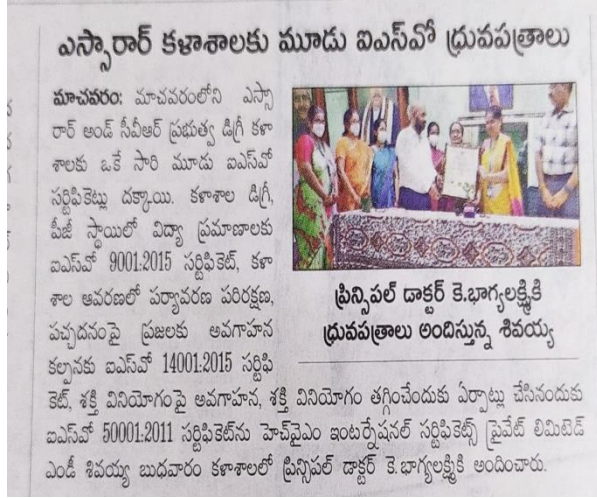 ఎస్సారార్ కళాశాలకు మూడు ఐఎస్‌వో ధ్రువపత్రాలు
మాచవరం: మాచవరంలోని ఎస్సా
రార్ అండ్ సీవీఆర్ ప్రభుత్వ డిగ్రీ కళా
శాలకు ఒకే సారి మూడు ఐఎస్‌వో
సర్టిపికెట్లు దక్కాయి. కళాశాల డిగ్రీ,
పీజీ స్థాయిలో విద్యా ప్రమాణాలకు
ఐఎస్‌వో 9001:2015 సర్టిఫికెట్, కళా
శాల ఆవరణలో పర్యావరణ పరిరక్షణ,
పచ్చదనంపై ప్రజలకు అవగాహన
కల్పనకు ఐఎస్‌వో 14001:2015 సర్టిఫి
కెట్, శక్తి వినియోగంపై అవగాహన, శక్తి వినియోగం తగ్గించేందుకు ఏర్పాట్లు చేసినందుకు
ఐఎస్‌వో 50001:2011 సర్టిఫికెట్‌ను హెచ్‌వైఎం ఇంటర్నేషనల్ సర్టిఫికెట్స్ ప్రైవేట్ లిమిటెడ్
ఎండీ శివయ్య బుధవారం కళాశాలలో ప్రిన్సిపల్ డాక్టర్ కె.భాగ్యలక్ష్మికి అందించారు.
ప్రిన్సిపల్ డాక్టర్ కె.భాగ్యలక్ష్మికి
ధ్రువపత్రాలు అందిస్తున్న శివయ్య